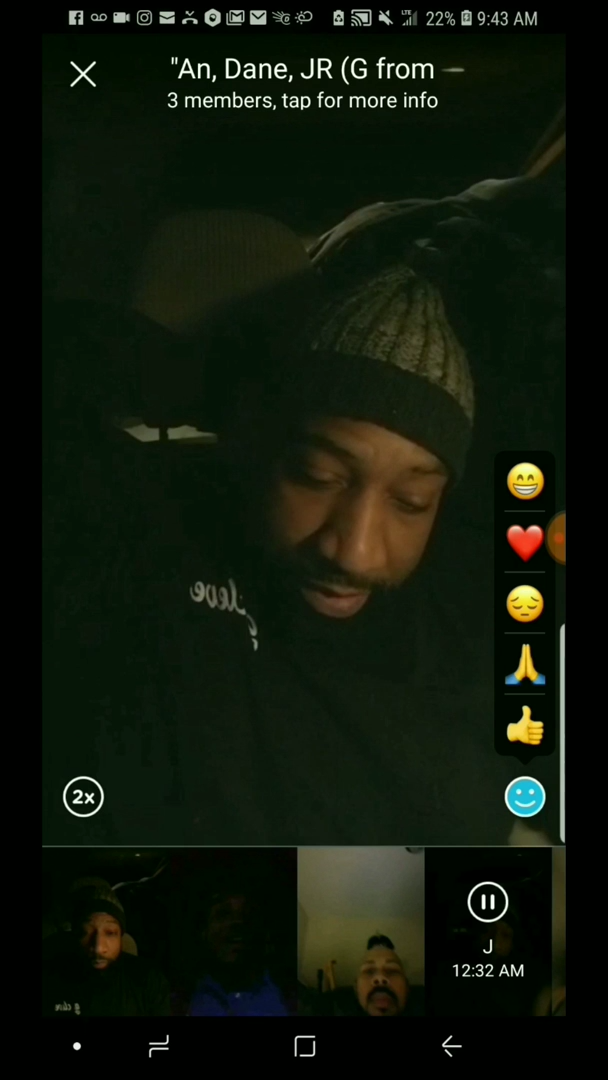 22% 9:43 AM
"An, Dane, JR (G from
3 members, tap for more info
2x
J
12:32 AM